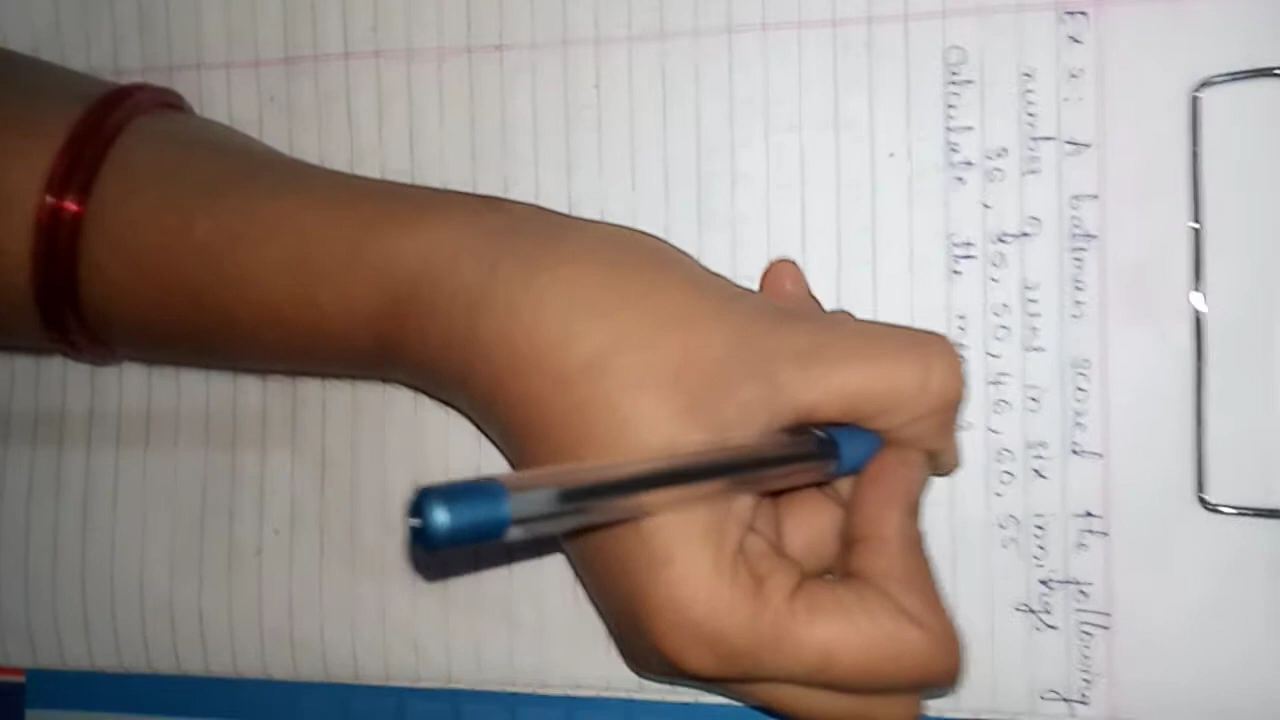 Ex 2: A batsman scored the following
number of runs in six innings,
36, 35, 50, 46, 60, 55
Calculate the